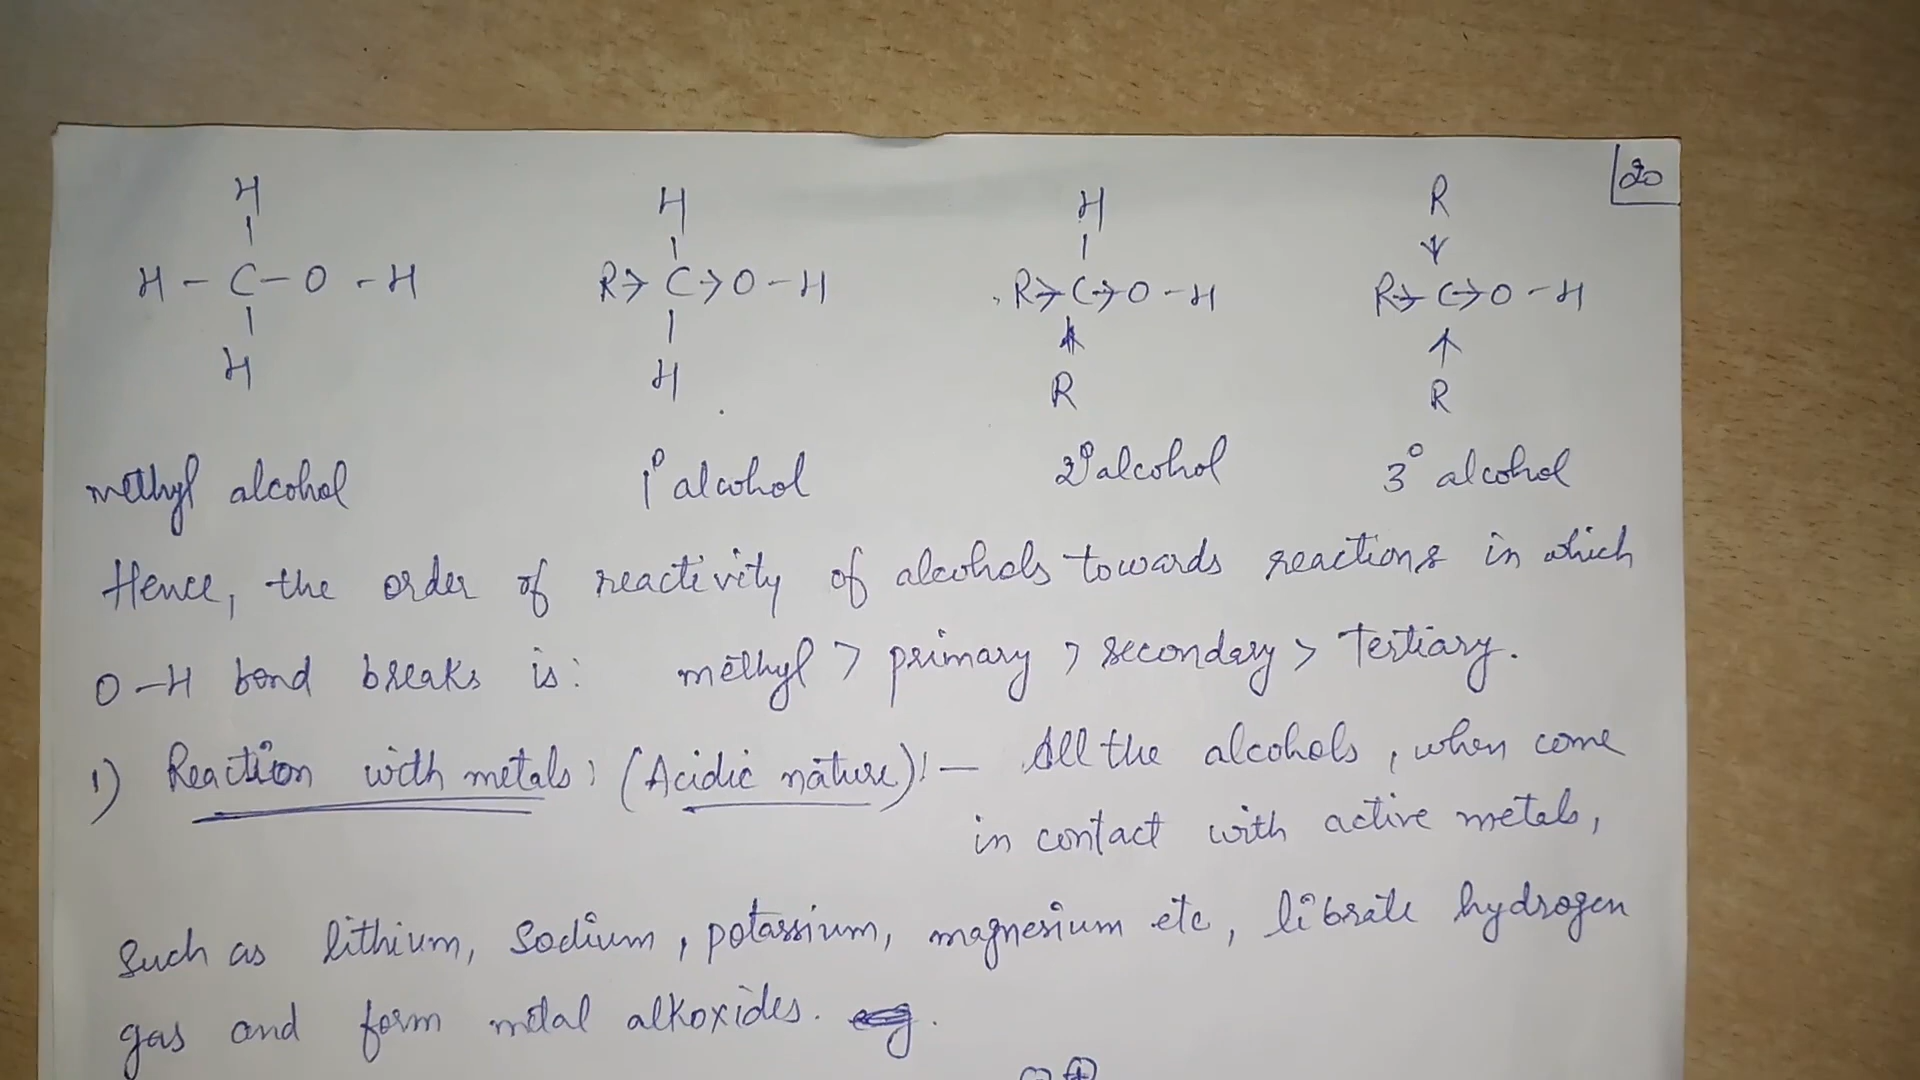 20
H H H R
H - C - O - H R → C → O - H R → C → O - H R → C → O - H
H H R R
methyl alcohol 1° alcohol 2° alcohol 3° alcohol
Hence, the order of reactivity of alcohols towards reactions in which
O-H bond breaks is: methyl > primary > secondary > Tertiary.
1) Reaction with metals: (Acidic nature):- All the alcohols, when come
in contact with active metals,
Such as lithium, Sodium, potassium, magnesium etc, librate hydrogen
gas and form metal alkoxides.